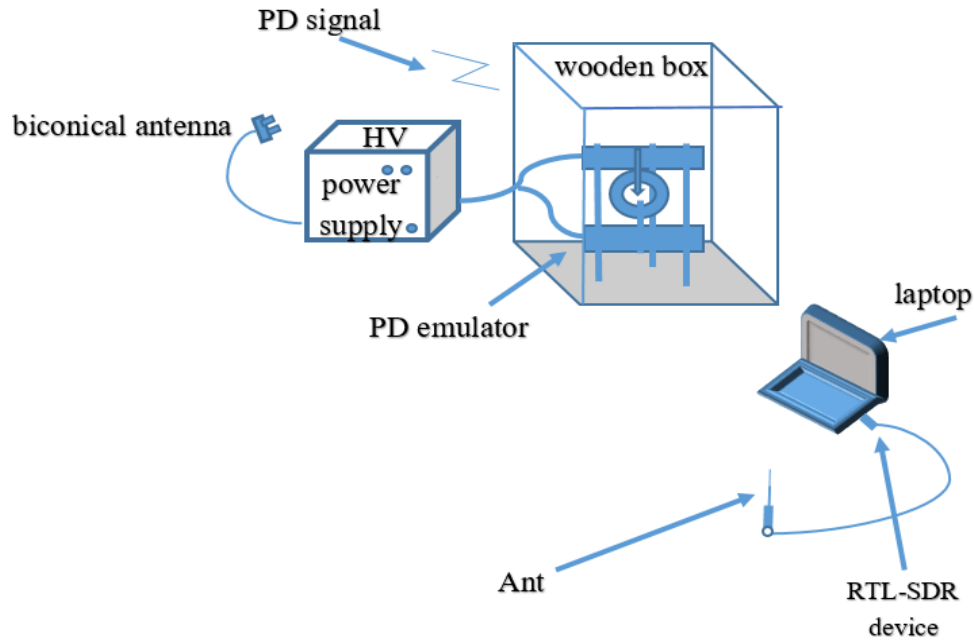 PD signal
wooden box
biconical antenna
HV
power
supply
PD emulator
laptop
Ant
RTL-SDR
device